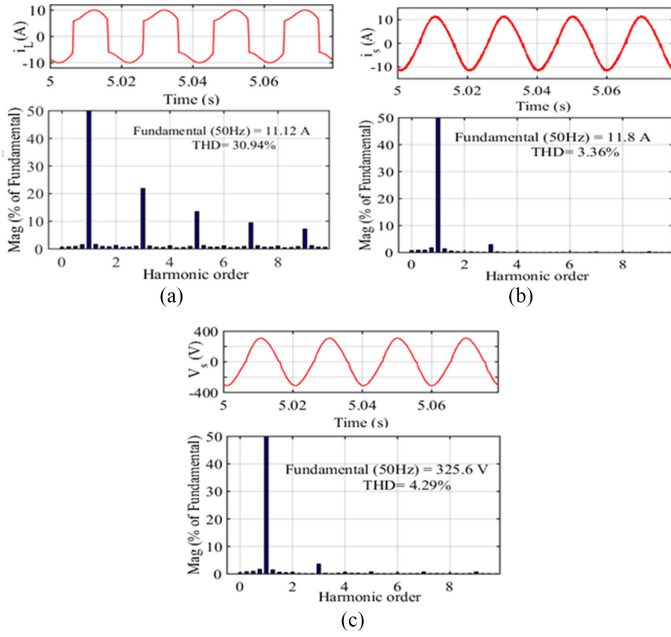 (a)
i_L(A)
10
0
-10
5
5.02
5.04
5.06
Time (s)
Mag (% of Fundamental)
50
40
30
20
10
0
Fundamental (50Hz) = 11.12 A
THD= 30.94%
0
2
4
6
8
Harmonic order
(a)
(b)
i_s(A)
10
0
-10
5
5.02
5.04
5.06
Time (s)
Mag (% of Fundamental)
50
40
30
20
10
0
Fundamental (50Hz) = 11.8 A
THD= 3.36%
0
2
4
6
8
Harmonic order
(b)
V_s (V)
400
0
-400
5
5.02
5.04
5.06
Time (s)
Mag (% of Fundamental)
50
40
30
20
10
0
Fundamental (50Hz) = 325.6 V
THD= 4.29%
0
2
4
6
8
Harmonic order
(c)